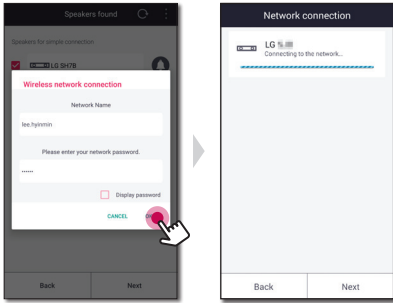 Speakers found
Speakers for simple connection
LG SH7B
Wireless network connection
Network Name
lee.hyinmin
Please enter your network password.
••••••
Display password
CANCEL
Back
Next
Network connection
LG
Connecting to the network...
Back
Next